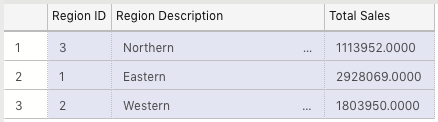 Region ID Region Description Total Sales
1 3 Northern ... 1113952.0000
2 1 Eastern 2928069.0000
3 2 Western ... 1803950.0000